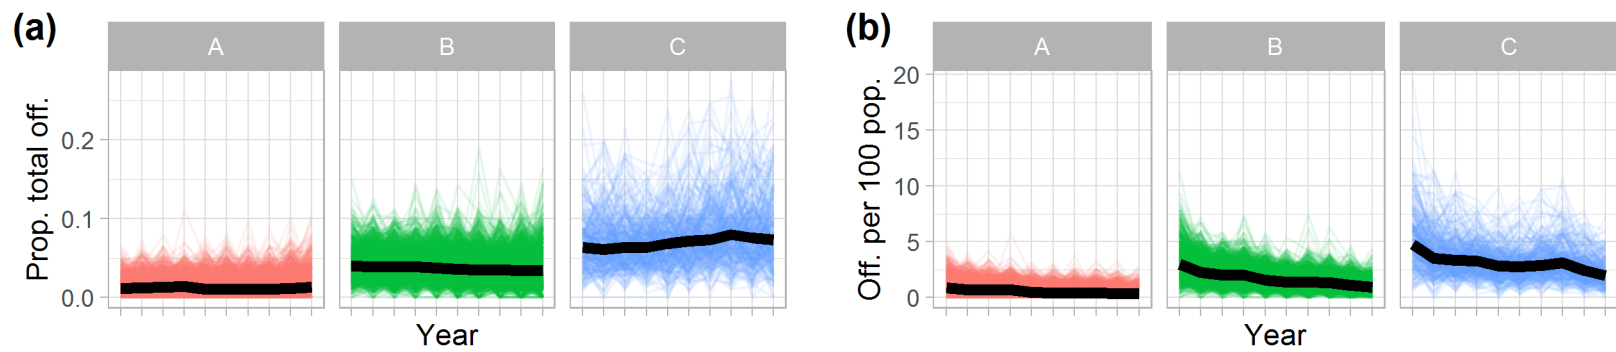 (a)
A
B
C
Prop. total off.
0.2
0.1
0.0
Year
(b)
A
B
C
Off. per 100 pop.
20
15
10
5
0
Year